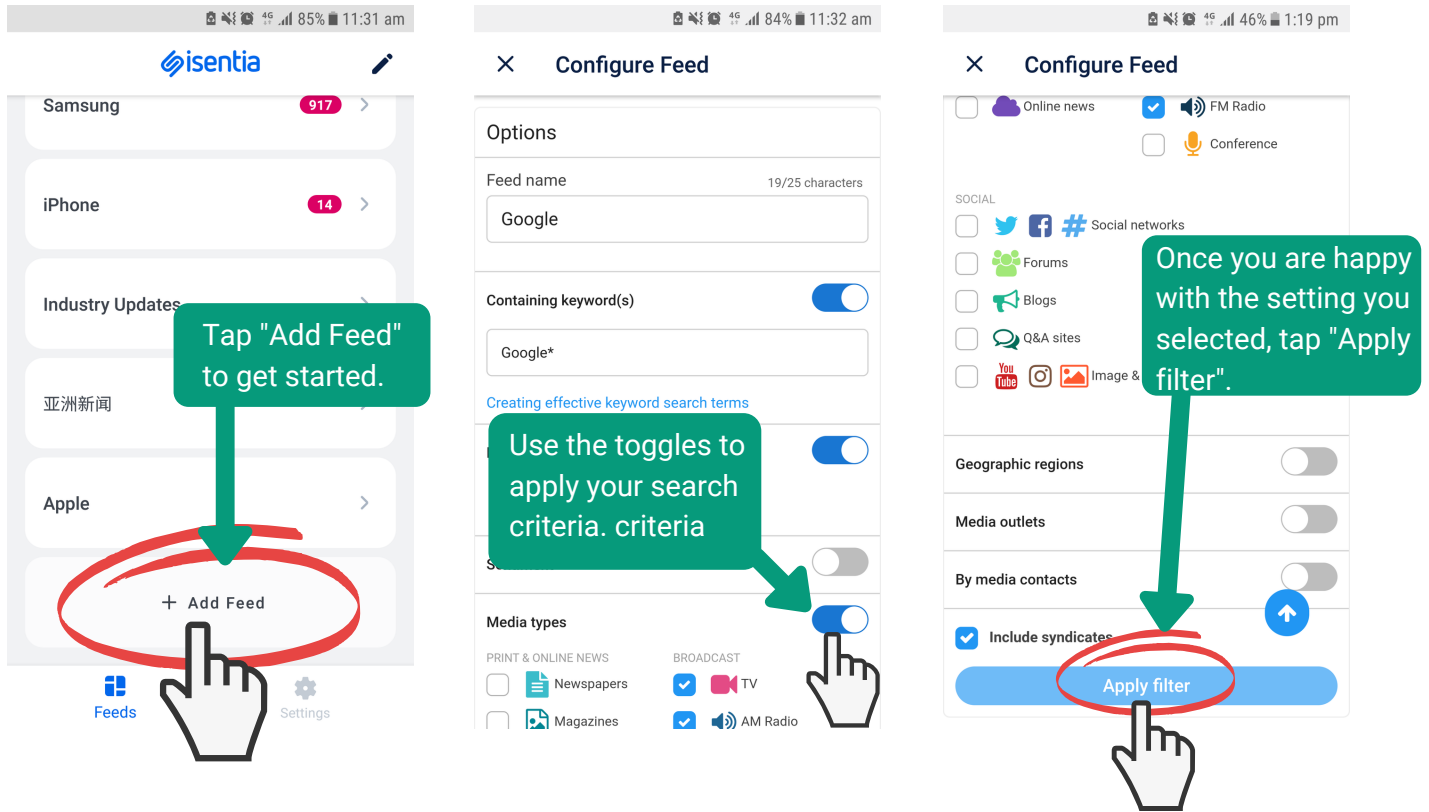 4G 85% 11:31 am
isentia
Samsung 917
iPhone 14
Industry Updates
Tap "Add Feed"
to get started.
亚洲新闻
Apple
+ Add Feed
Feeds
Settings
4G 84% 11:32 am
Configure Feed
Options
Feed name 19/25 characters
Google
Containing keyword(s)
Google*
Creating effective keyword search terms
Use the toggles to
apply your search
criteria. criteria
Media types
PRINT & ONLINE NEWS BROADCAST
Newspapers TV
Magazines AM Radio
4G 46% 1:19 pm
Configure Feed
Online news FM Radio
Conference
SOCIAL
Social networks
Forums
Blogs
Q&A sites
You
Tube Image &
Once you are happy
with the setting you
selected, tap "Apply
filter".
Geographic regions
Media outlets
By media contacts
Include syndicates
Apply filter